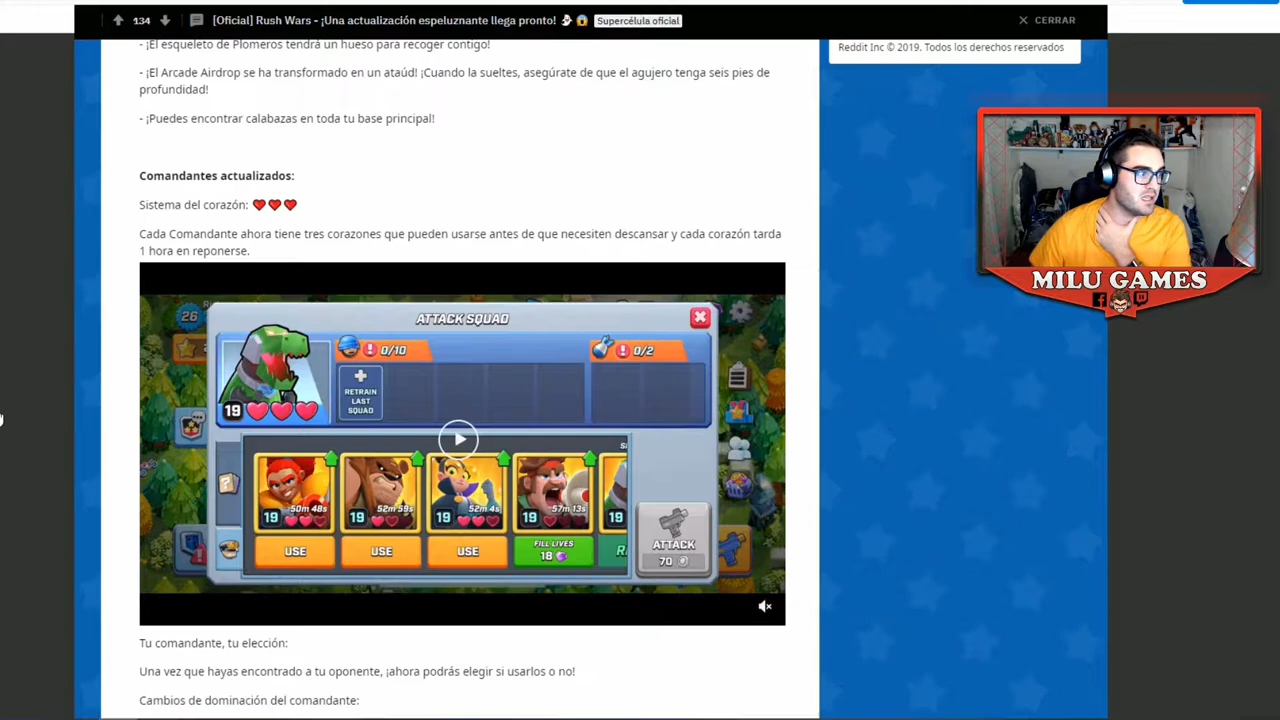 134 [Oficial] Rush Wars - ¡Una actualización espeluznante llega pronto! 👻😱 Supercélula oficial
✕ CERRAR
- ¡El esqueleto de Plomeros tendrá un hueso para recoger contigo!
- ¡El Arcade Airdrop se ha transformado en un ataúd! ¡Cuando la sueltes, asegúrate de que el agujero tenga seis pies de
profundidad!
- ¡Puedes encontrar calabazas en toda tu base principal!
Reddit Inc © 2019. Todos los derechos reservados
Comandantes actualizados:
Sistema del corazón: ❤❤❤
Cada Comandante ahora tiene tres corazones que pueden usarse antes de que necesiten descansar y cada corazón tarda
1 hora en reponerse.
MILU GAMES
26
ATTACK SQUAD
0/10
0/2
RETRAIN
LAST
SQUAD
19
50m 48s
52m 59s
52m 4s
57m 13s
19
19
19
19
19
USE
USE
USE
FILL LIVES
18
ATTACK
70
Tu comandante, tu elección:
Una vez que hayas encontrado a tu oponente, ¡ahora podrás elegir si usarlos o no!
Cambios de dominación del comandante: